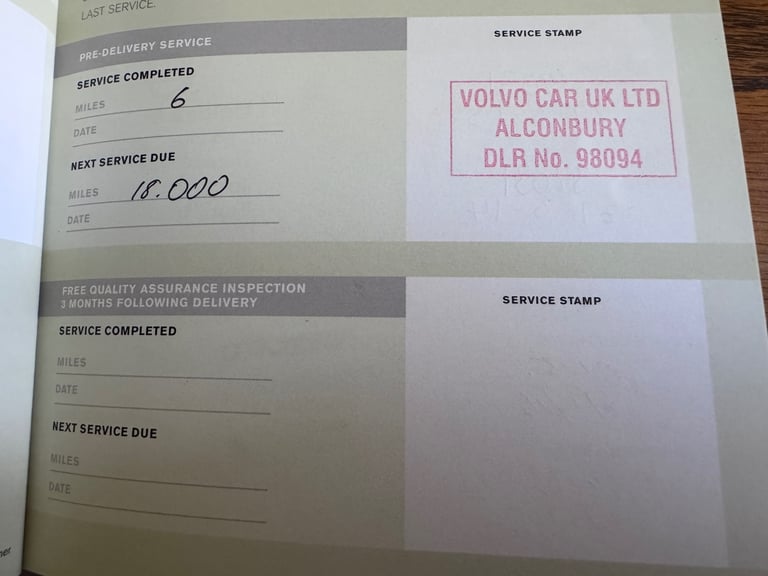 LAST SERVICE.
PRE-DELIVERY SERVICE
SERVICE STAMP
SERVICE COMPLETED
MILES 6
DATE
VOLVO CAR UK LTD
ALCONBURY
DLR No. 98094
NEXT SERVICE DUE
MILES 18.000
DATE
FREE QUALITY ASSURANCE INSPECTION
3 MONTHS FOLLOWING DELIVERY
SERVICE STAMP
SERVICE COMPLETED
MILES
DATE
NEXT SERVICE DUE
MILES
DATE